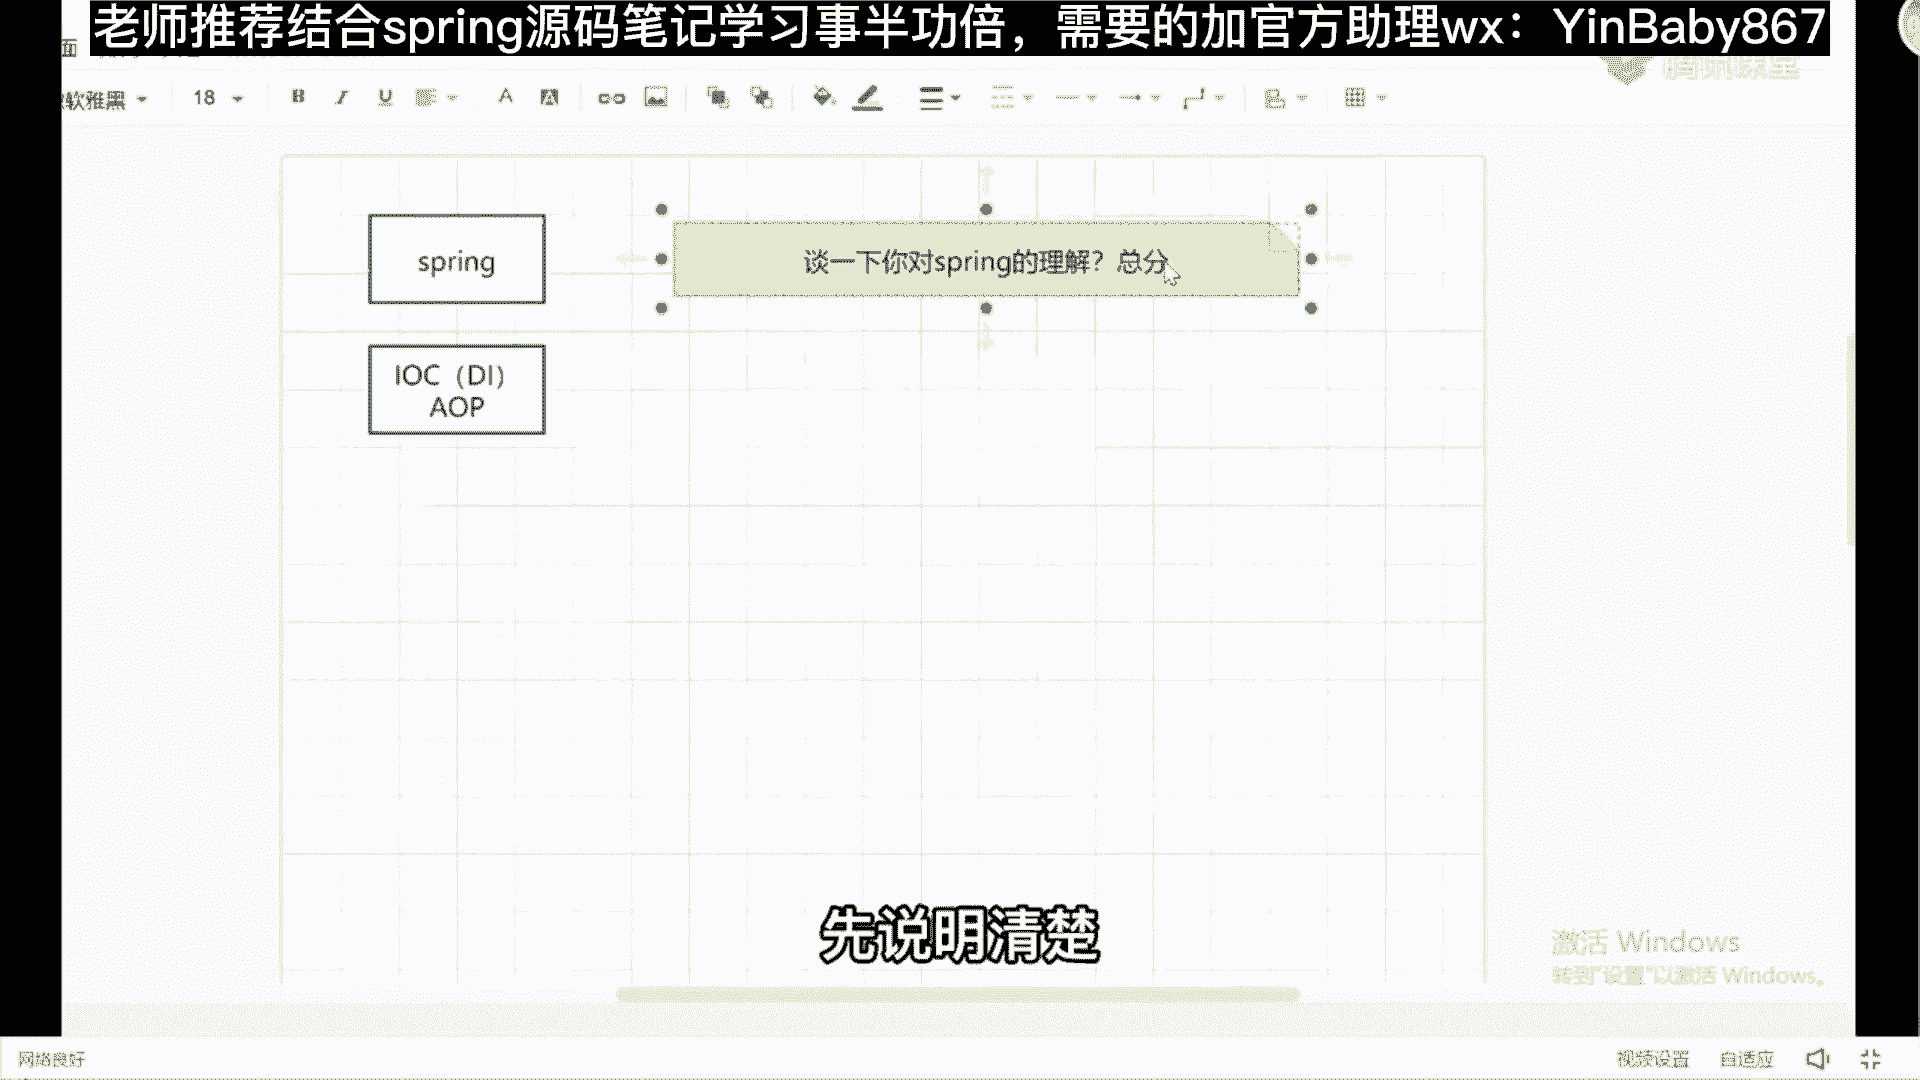 老师推荐结合spring源码笔记学习事半功倍，需要的加官方助理wx：YinBaby867
面
软雅黑
18
腾讯课堂
spring
谈一下你对spring的理解？总分
IOC（DI）
AOP
先说明清楚
激活 Windows
转到"设置"以激活 Windows。
网络良好
视频设置
自适应